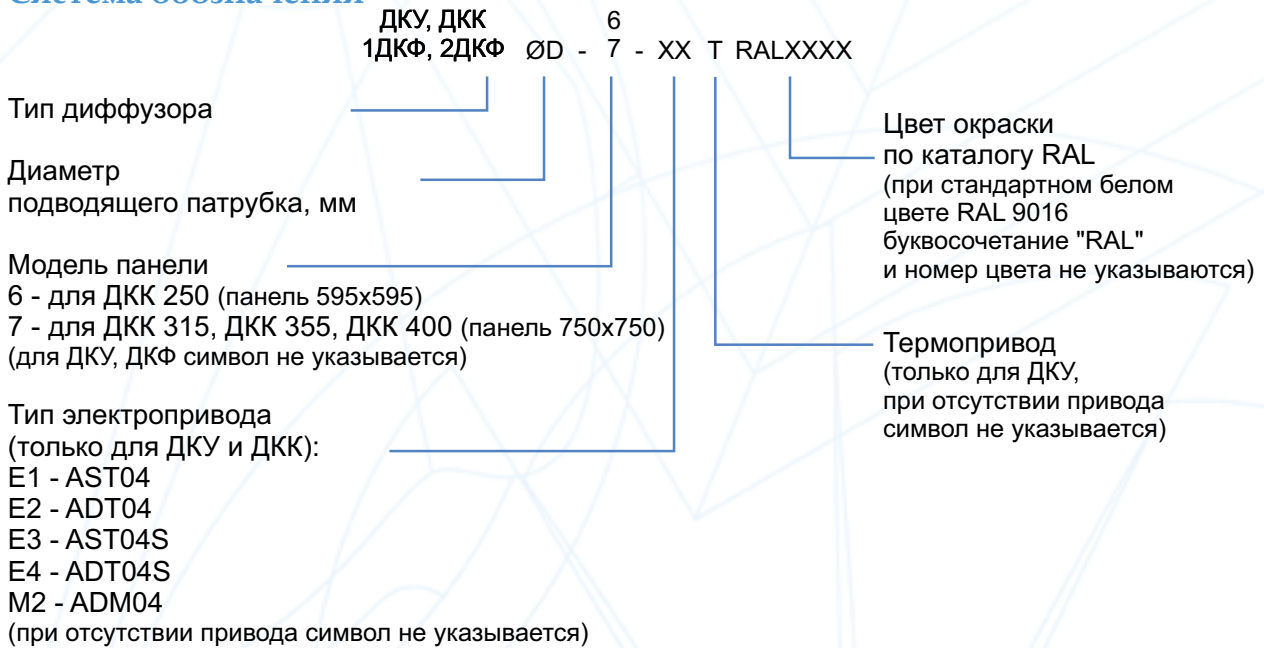 Система обозначения
ДКУ, ДКК 6
1ДКФ, 2ДКФ ØD - 7 - XX T RALXXXX
Тип диффузора
Диаметр
подводящего патрубка, мм
Модель панели
6 - для ДКК 250 (панель 595x595)
7 - для ДКК 315, ДКК 355, ДКК 400 (панель 750x750)
(для ДКУ, ДКФ символ не указывается)
Тип электропривода
(только для ДКУ и ДКК):
E1 - AST04
E2 - ADT04
E3 - AST04S
E4 - ADT04S
M2 - ADM04
(при отсутствии привода символ не указывается)
Цвет окраски
по каталогу RAL
(при стандартном белом
цвете RAL 9016
буквосочетание "RAL"
и номер цвета не указываются)
Термопривод
(только для ДКУ,
при отсутствии привода
символ не указывается)